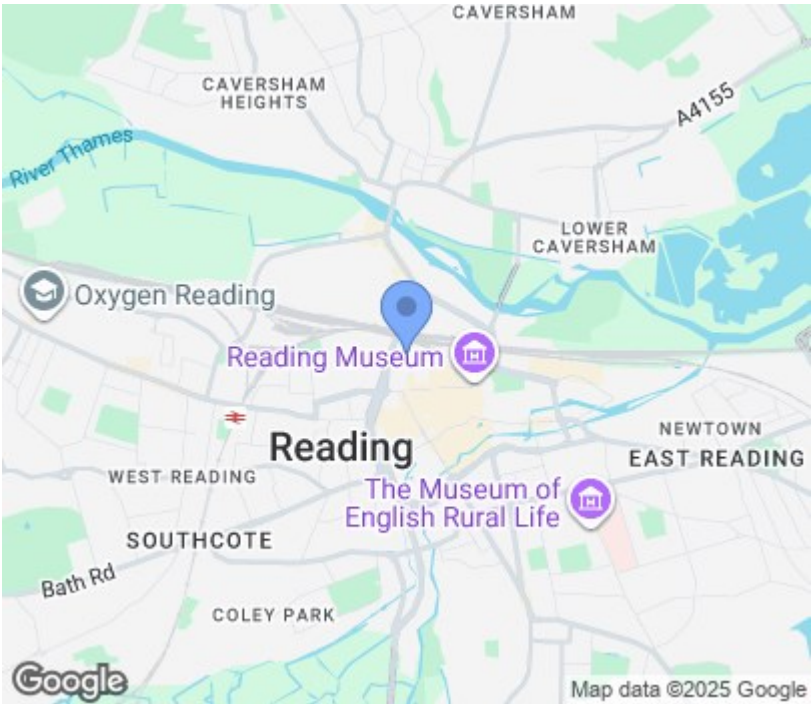 CAVERSHAM
CAVERSHAM
HEIGHTS
A4155
River Thames
LOWER
CAVERSHAM
Oxygen Reading
Reading Museum
Reading
NEWTOWN
EAST READING
WEST READING
The Museum of
English Rural Life
SOUTHCOTE
Bath Rd
COLEY PARK
Google
Map data ©2025 Google